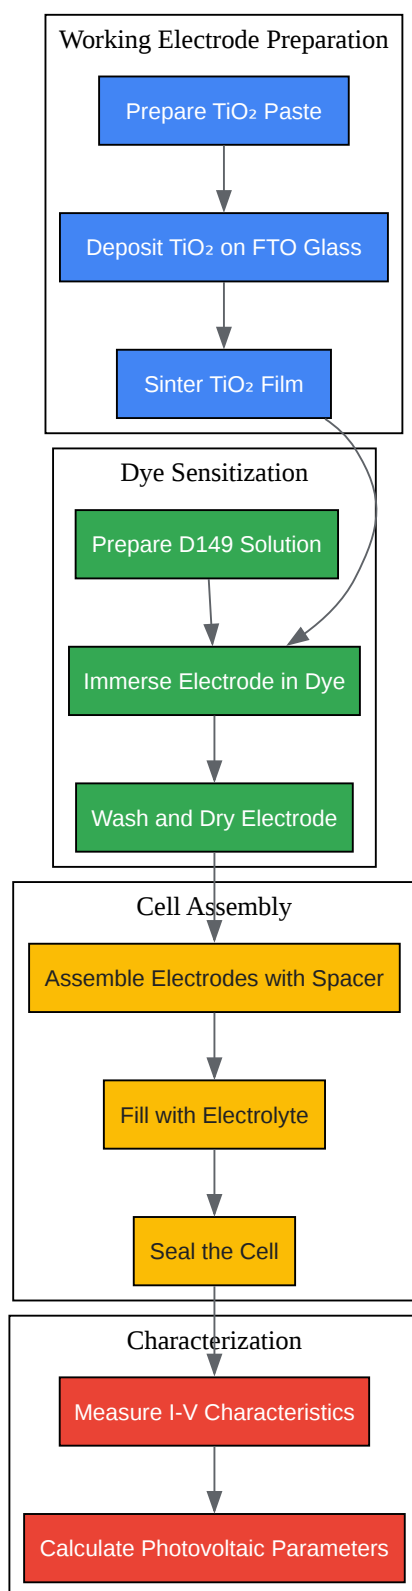 Working Electrode Preparation
Prepare TiO₂ Paste
Deposit TiO₂ on FTO Glass
Sinter TiO₂ Film
Dye Sensitization
Prepare D149 Solution
Immerse Electrode in Dye
Wash and Dry Electrode
Cell Assembly
Assemble Electrodes with Spacer
Fill with Electrolyte
Seal the Cell
Characterization
Measure I-V Characteristics
Calculate Photovoltaic Parameters